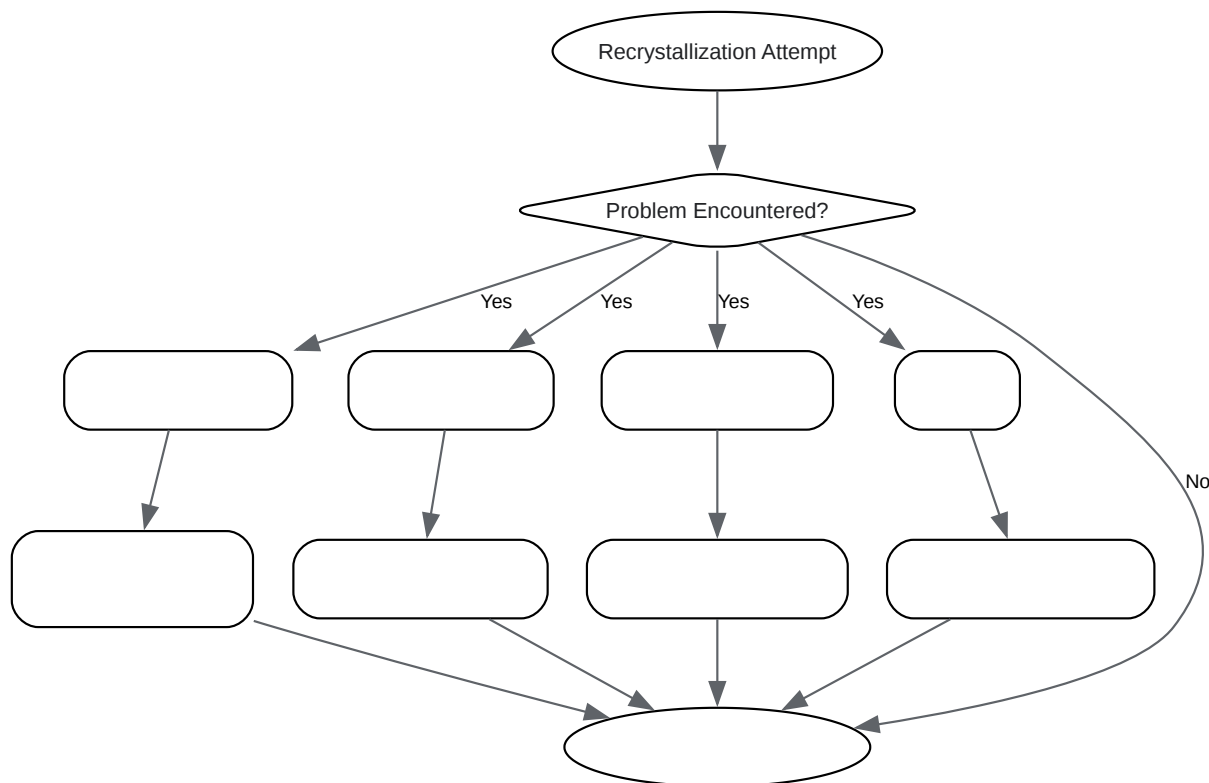 Recrystallization Attempt
Problem Encountered?
Yes
Yes
Yes
Yes
No